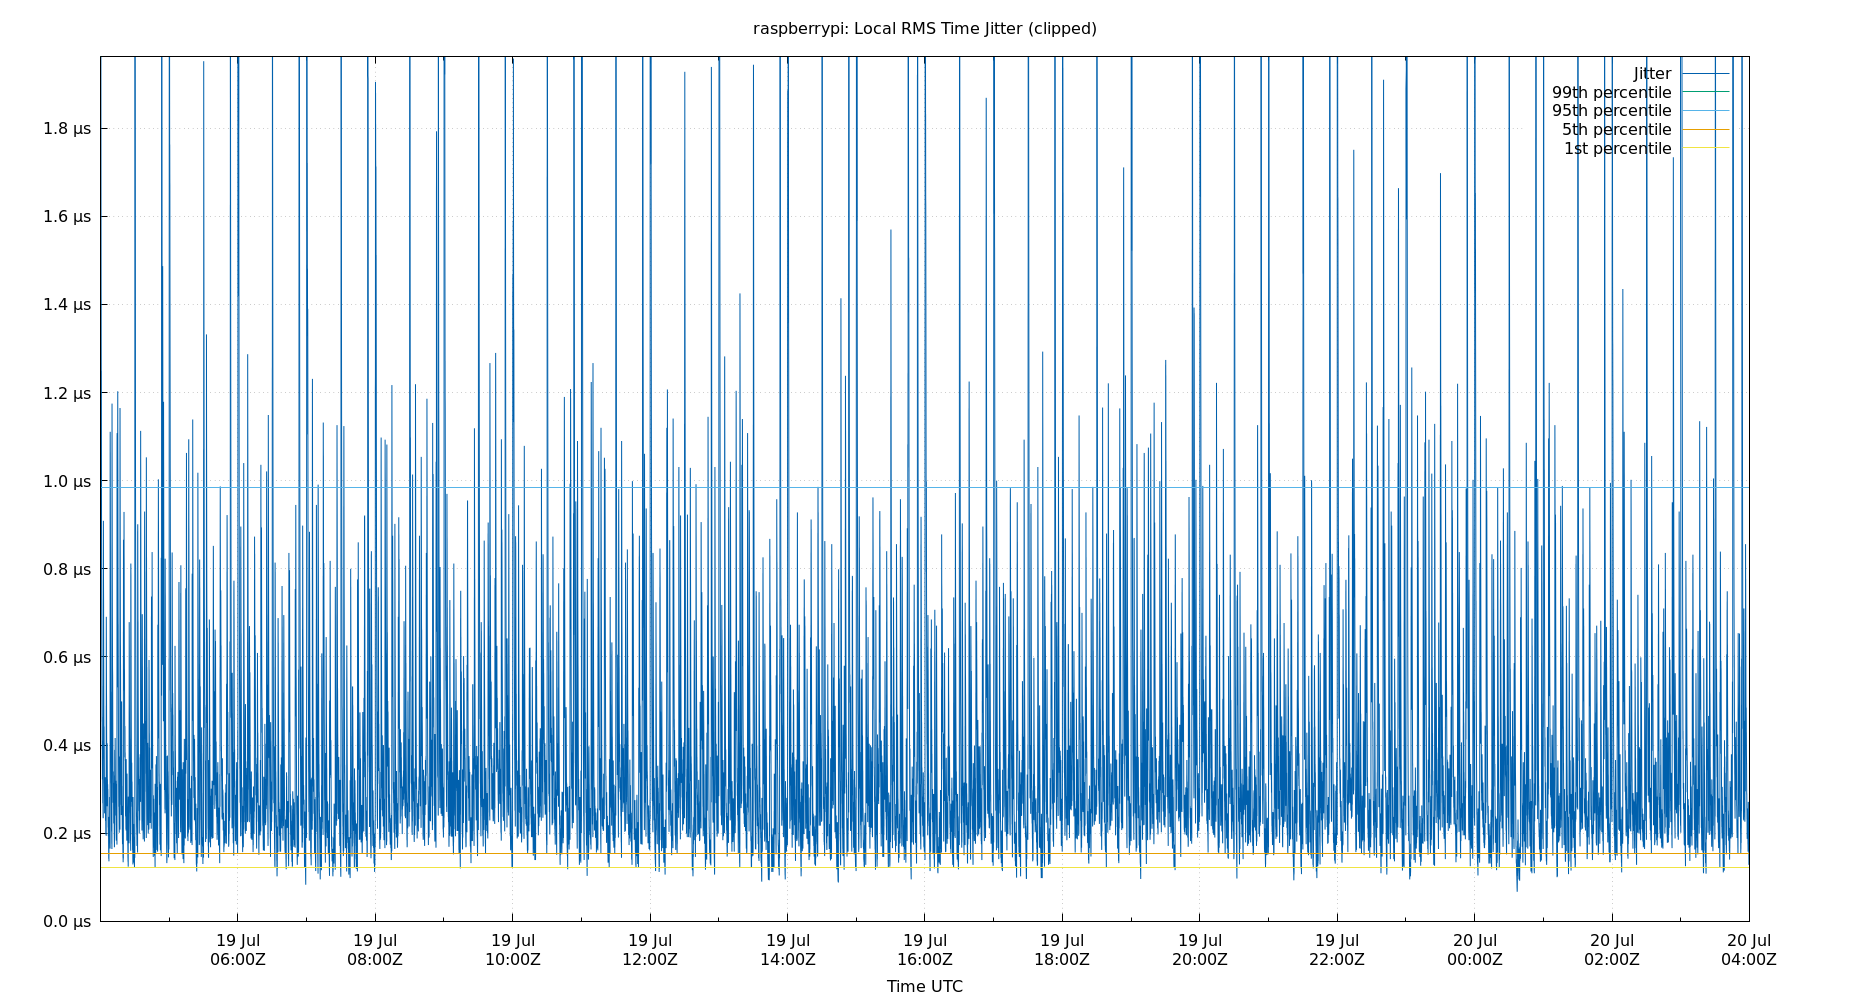 raspberrypi: Local RMS Time Jitter (clipped)
Jitter
99th percentile
95th percentile
5th percentile
1st percentile
1.8 µs
1.6 µs
1.4 µs
1.2 µs
1.0 µs
0.8 µs
0.6 µs
0.4 µs
0.2 µs
0.0 µs
19 Jul 19 Jul 19 Jul 19 Jul 19 Jul 19 Jul 19 Jul 19 Jul 19 Jul 20 Jul 20 Jul 20 Jul
06:00Z 08:00Z 10:00Z 12:00Z 14:00Z 16:00Z 18:00Z 20:00Z 22:00Z 00:00Z 02:00Z 04:00Z
Time UTC